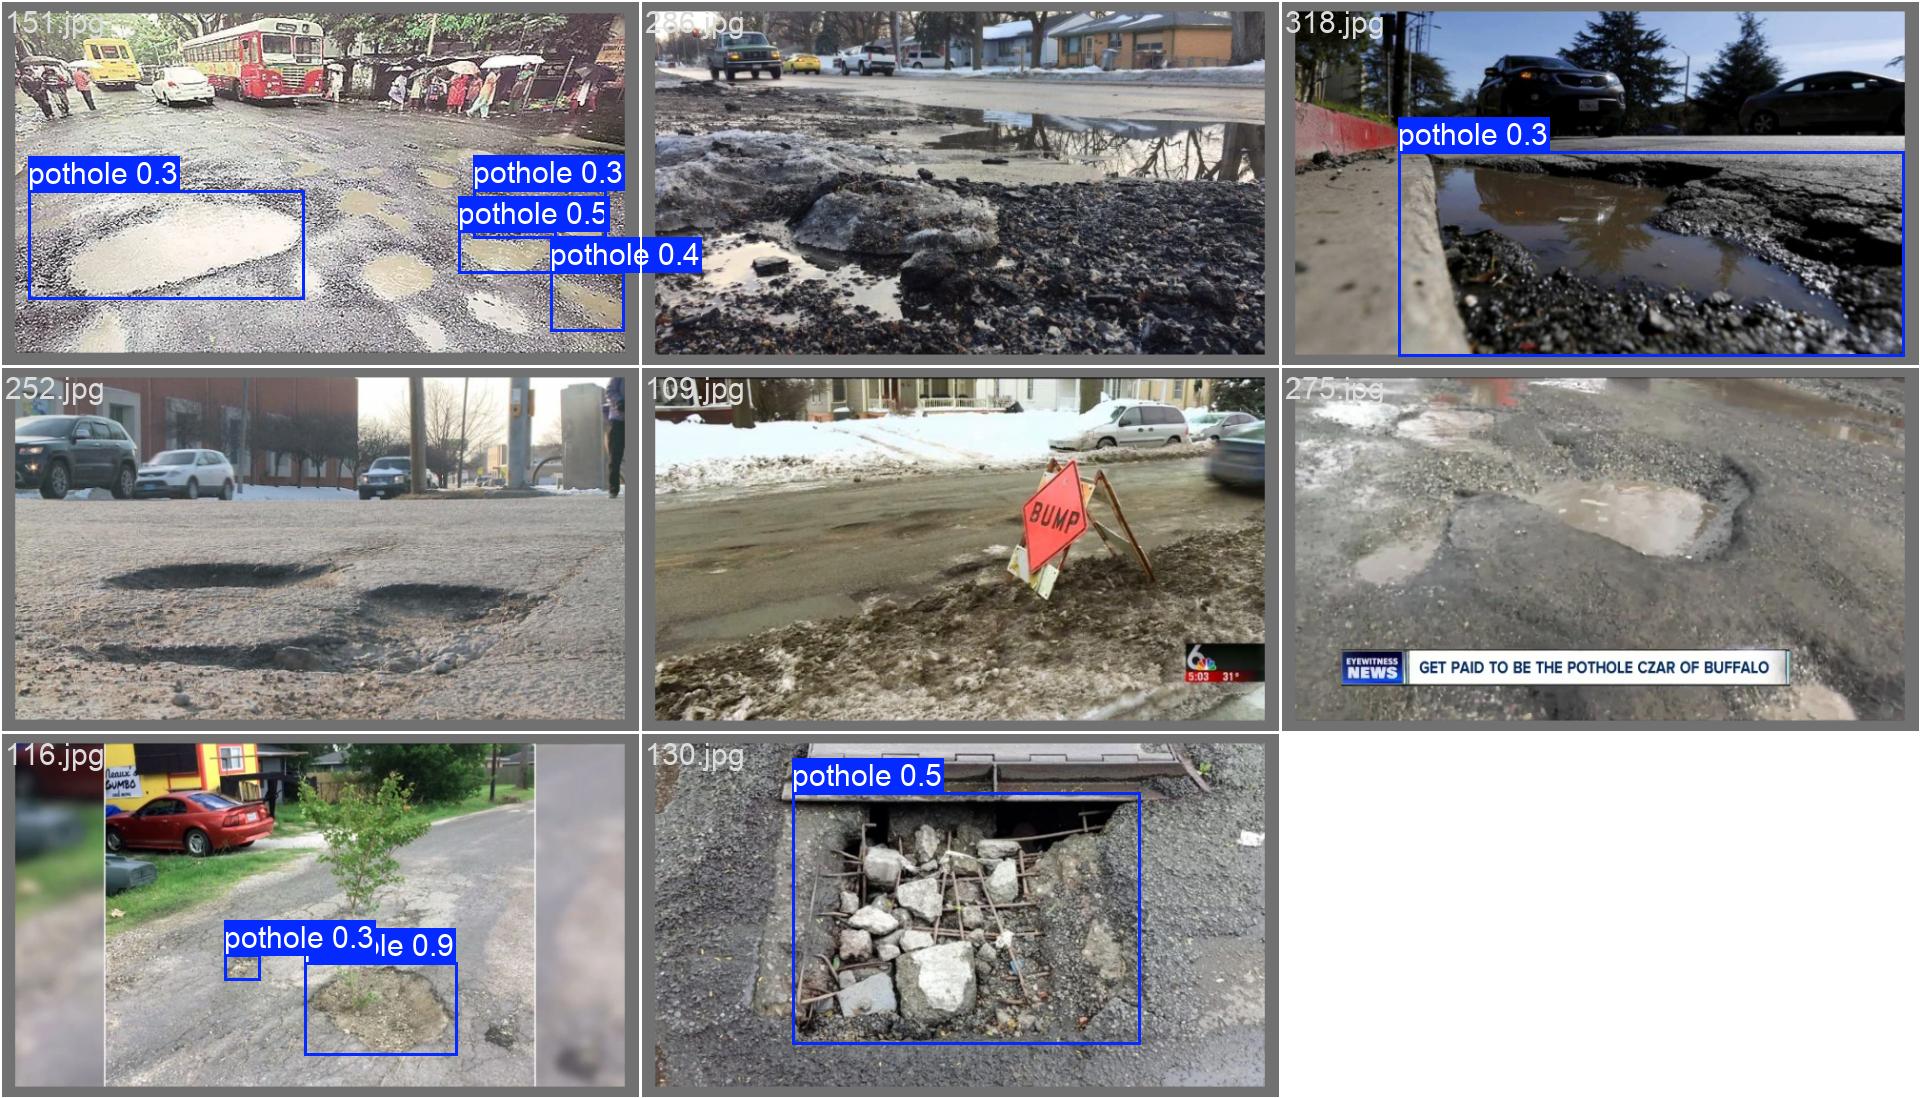 151.jpg
286.jpg
318.jpg
pothole 0.3
pothole 0.3
pothole 0.5
pothole 0.4
pothole 0.3
252.jpg
109.jpg
275.jpg
BUMP
6
5:03 31°
EYEWITNESS
NEWS
GET PAID TO BE THE POTHOLE CZAR OF BUFFALO
116.jpg
130.jpg
GUMBO
pothole 0.5
pothole 0.3
le 0.9